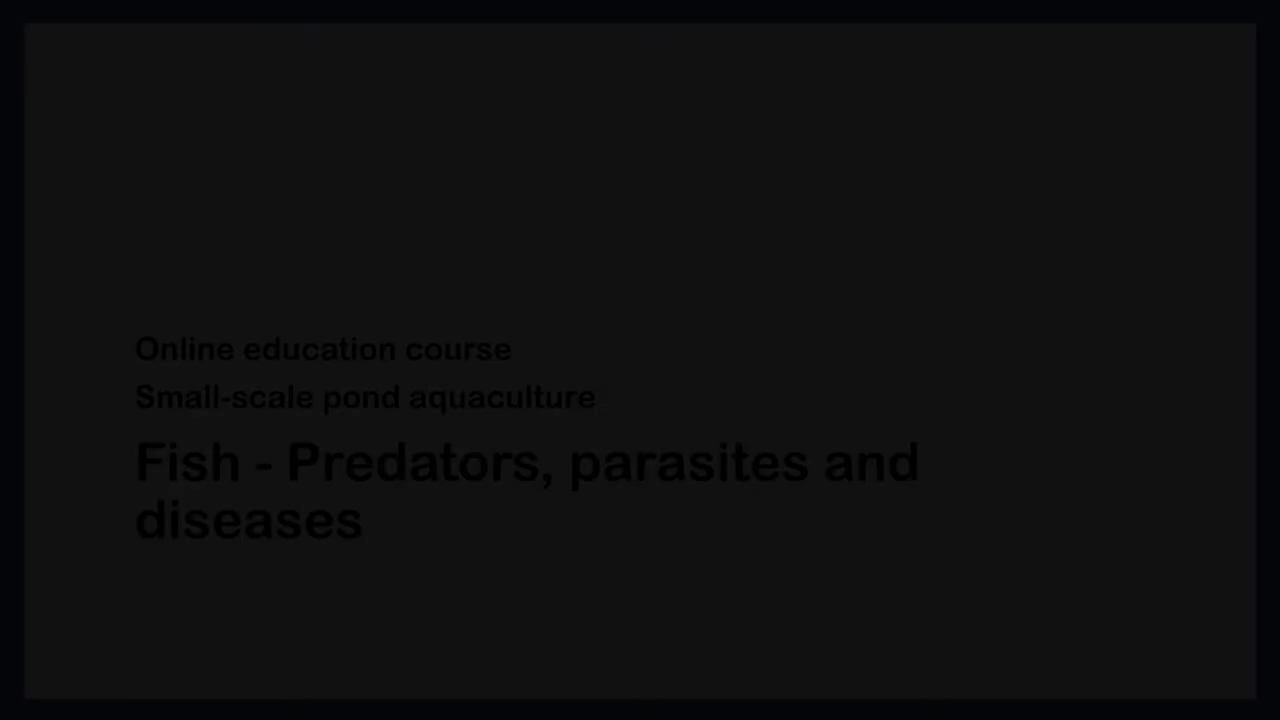 Online education course
Small-scale pond aquaculture
Fish - Predators, parasites and
diseases